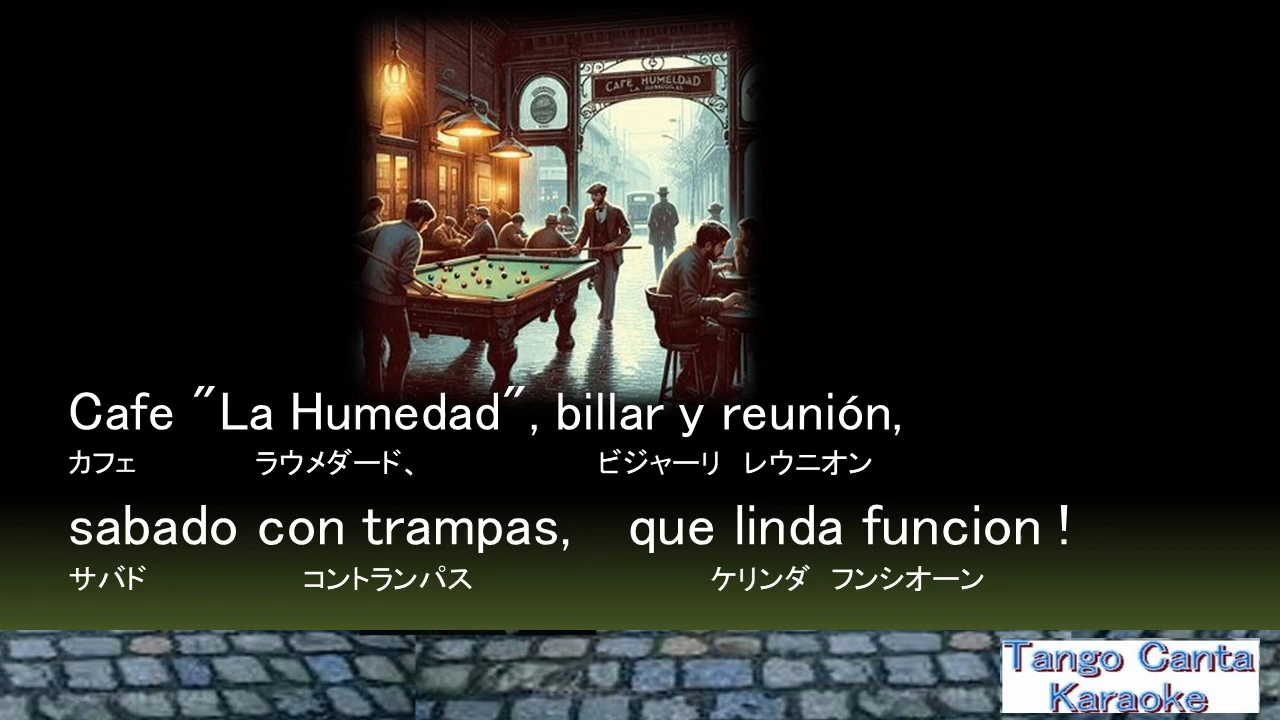 CAFE HUMELDAD
Cafe "La Humedad", billar y reunión,
カフェ ラウメダード、 ビジャーリ レウニオン
sabado con trampas, que linda funcion !
サバド コントランパス ケリンダ フンシオーン
Tango Canta
Karaoke